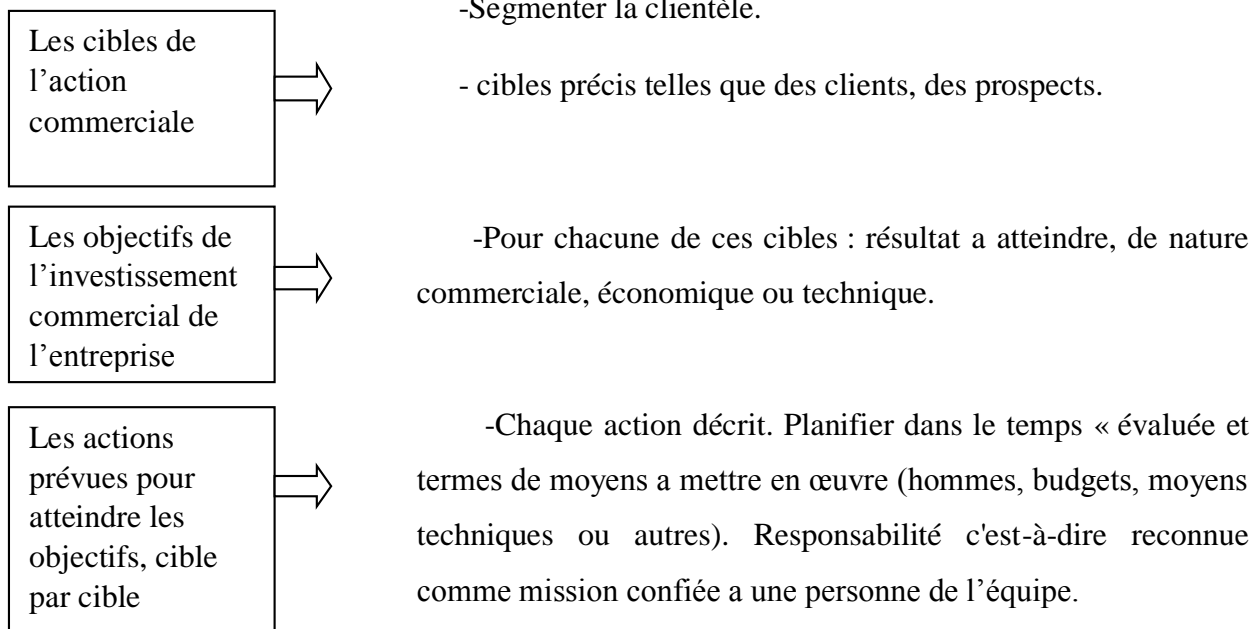 -Segmenter la clientèle.
Les cibles de
l’action
commerciale
- cibles précis telles que des clients, des prospects.
Les objectifs de
l’investissement
commercial de
l’entreprise
-Pour chacune de ces cibles : résultat a atteindre, de nature
commerciale, économique ou technique.
Les actions
prévues pour
atteindre les
objectifs, cible
par cible
-Chaque action décrit. Planifier dans le temps « évaluée et
termes de moyens a mettre en œuvre (hommes, budgets, moyens
techniques ou autres). Responsabilité c'est-à-dire reconnue
comme mission confiée a une personne de l’équipe.